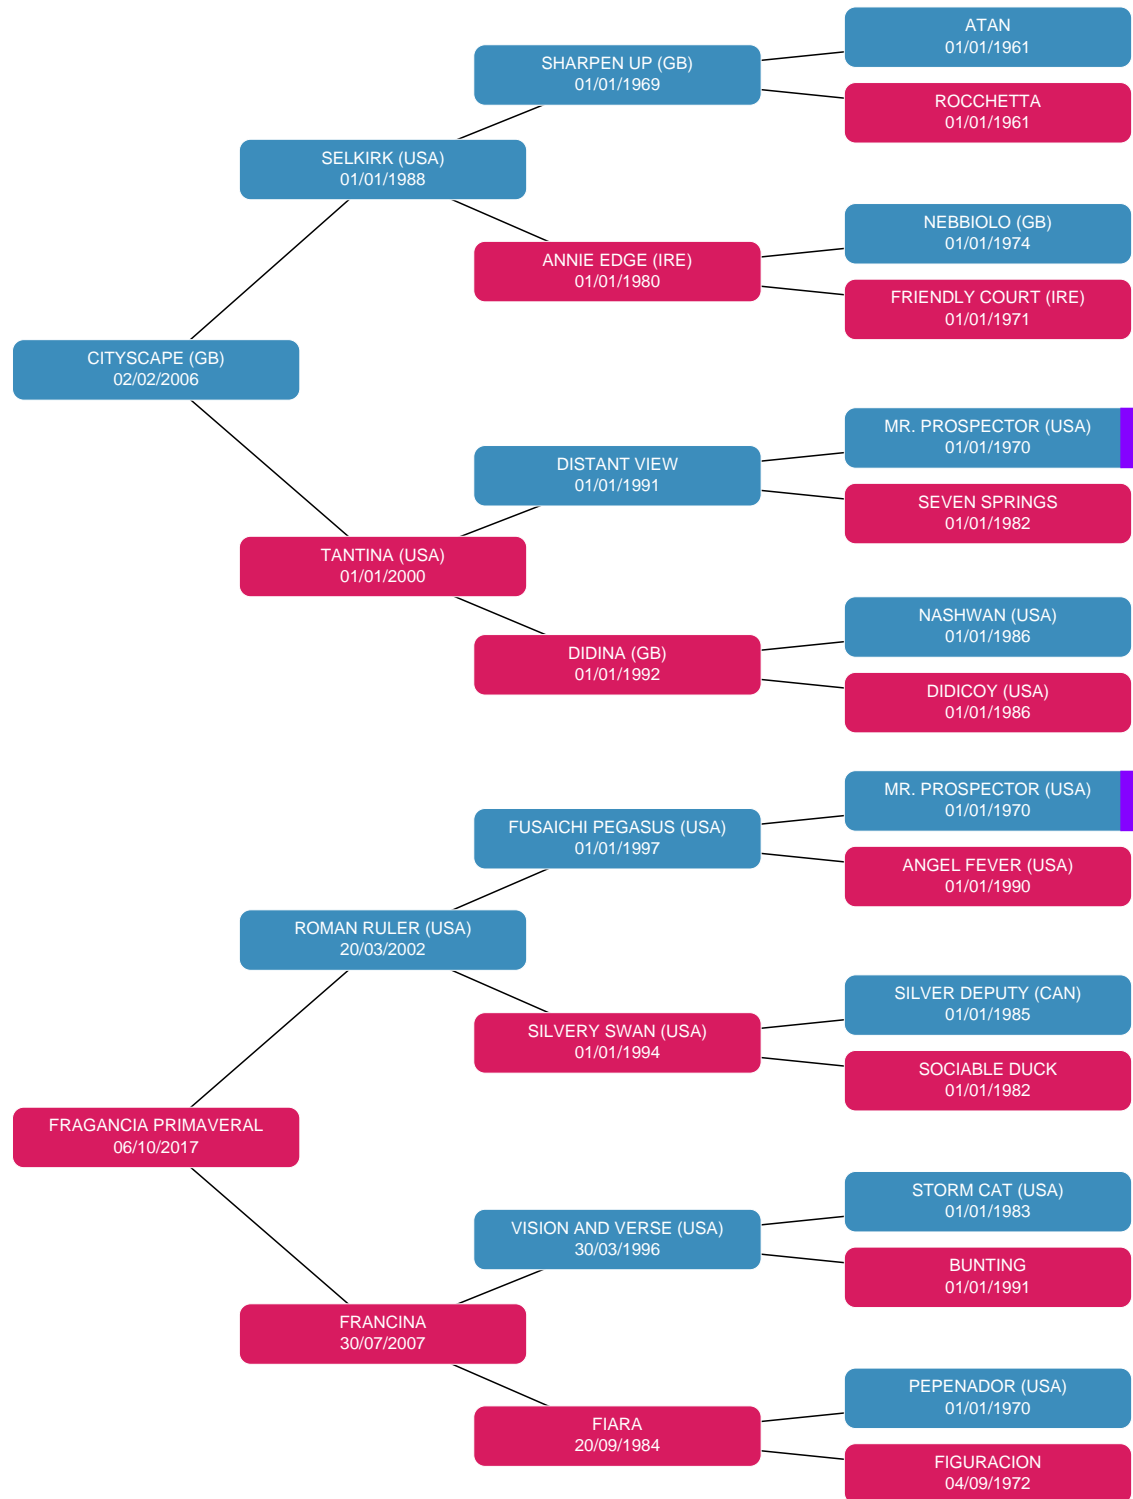 ATAN
01/01/1961
SHARPEN UP (GB)
01/01/1969
ROCCHETTA
01/01/1961
SELKIRK (USA)
01/01/1988
NEBBIOLO (GB)
01/01/1974
ANNIE EDGE (IRE)
01/01/1980
FRIENDLY COURT (IRE)
01/01/1971
CITYSCAPE (GB)
02/02/2006
MR. PROSPECTOR (USA)
01/01/1970
DISTANT VIEW
01/01/1991
SEVEN SPRINGS
01/01/1982
TANTINA (USA)
01/01/2000
NASHWAN (USA)
01/01/1986
DIDINA (GB)
01/01/1992
DIDICOY (USA)
01/01/1986
MR. PROSPECTOR (USA)
01/01/1970
FUSAICHI PEGASUS (USA)
01/01/1997
ANGEL FEVER (USA)
01/01/1990
ROMAN RULER (USA)
20/03/2002
SILVER DEPUTY (CAN)
01/01/1985
SILVERY SWAN (USA)
01/01/1994
SOCIABLE DUCK
01/01/1982
FRAGANCIA PRIMAVERAL
06/10/2017
STORM CAT (USA)
01/01/1983
VISION AND VERSE (USA)
30/03/1996
BUNTING
01/01/1991
FRANCINA
30/07/2007
PEPENADOR (USA)
01/01/1970
FIARA
20/09/1984
FIGURACION
04/09/1972